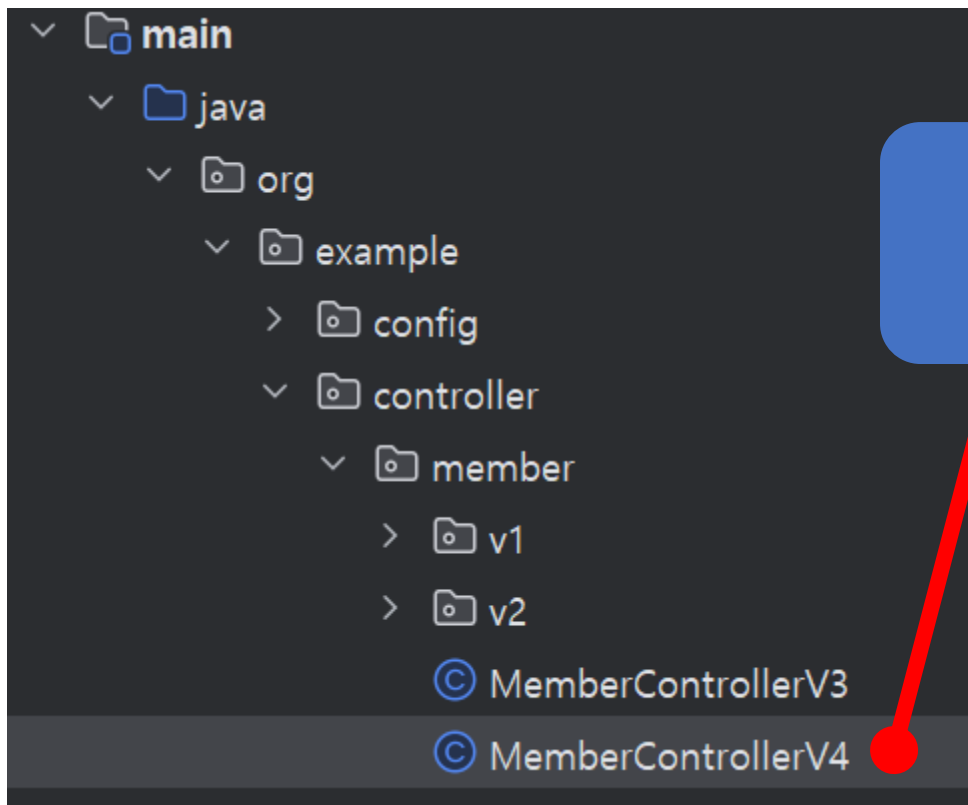 main
java
org
example
config
controller
member
v1
v2
MemberControllerV3
MemberControllerV4